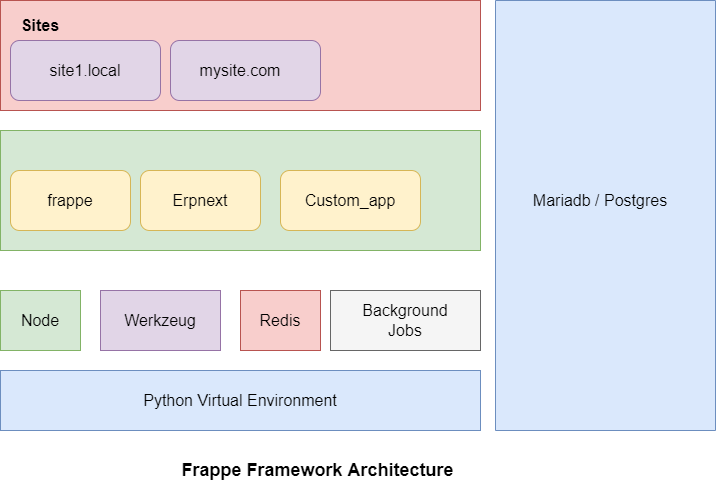 Sites
site1.local
mysite.com
frappe
Erpnext
Custom_app
Mariadb / Postgres
Node
Werkzeug
Redis
Background
Jobs
Python Virtual Environment
Frappe Framework Architecture